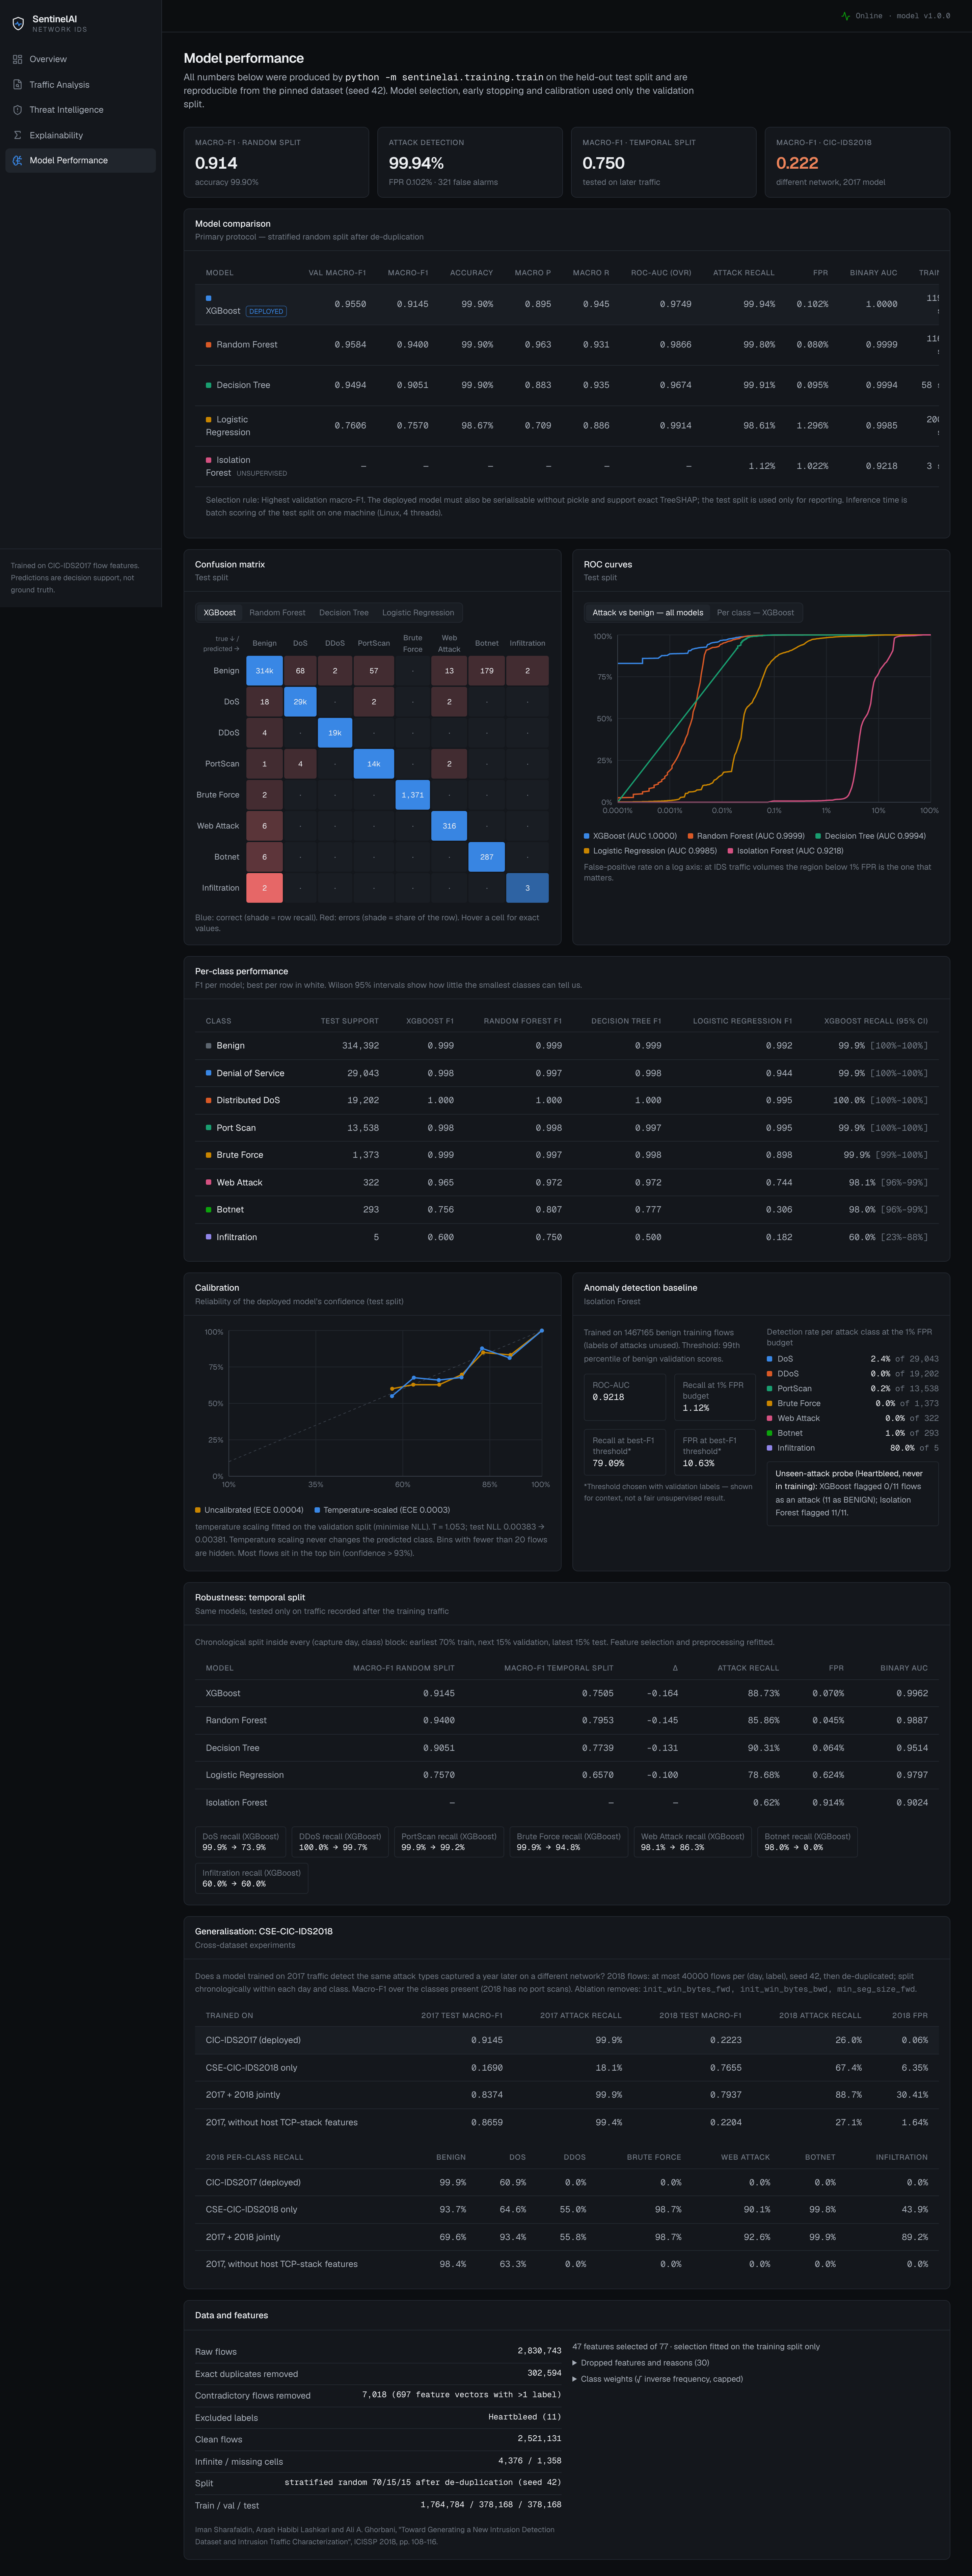 SentinelAI
NETWORK IDS
Overview
Traffic Analysis
Threat Intelligence
Explainability
Model Performance
Trained on CIC-IDS2017 flow features.
Predictions are decision support, not
ground truth.
Online · model v1.0.0
Model performance
All numbers below were produced by python -m sentinelai.training.train on the held-out test split and are
reproducible from the pinned dataset (seed 42). Model selection, early stopping and calibration used only the validation
split.
MACRO-F1 · RANDOM SPLIT
0.914
accuracy 99.90%
ATTACK DETECTION
99.94%
FPR 0.102% · 321 false alarms
MACRO-F1 · TEMPORAL SPLIT
0.750
tested on later traffic
MACRO-F1 · CIC-IDS2018
0.222
different network, 2017 model
Model comparison
Primary protocol — stratified random split after de-duplication
MODEL VAL MACRO-F1 MACRO-F1 ACCURACY MACRO P MACRO R ROC-AUC (OVR) ATTACK RECALL FPR BINARY AUC
XGBoost DEPLOYED 0.9550 0.9145 99.90% 0.895 0.945 0.9749 99.94% 0.102% 1.0000
Random Forest 0.9584 0.9400 99.90% 0.963 0.931 0.9866 99.80% 0.080% 0.9999
Decision Tree 0.9494 0.9051 99.90% 0.883 0.935 0.9674 99.91% 0.095% 0.9994 58
Logistic
Regression 0.7606 0.7570 98.67% 0.709 0.886 0.9914 98.61% 1.296% 0.9985
Isolation
Forest UNSUPERVISED — — — — — — 1.12% 1.022% 0.9218 3
Selection rule: Highest validation macro-F1. The deployed model must also be serialisable without pickle and support exact TreeSHAP; the test split is used only for reporting. Inference time is
batch scoring of the test split on one machine (Linux, 4 threads).
Confusion matrix
Test split
XGBoost Random Forest Decision Tree Logistic Regression
true ↓ /
predicted → Benign DoS DDoS PortScan Brute Force Web Attack Botnet Infiltration
Benign 314k 68 2 57 · 13 179 2
DoS 18 29k · 2 · 2 · ·
DDoS 4 · 19k · · · · ·
PortScan 1 4 · 14k · 2 · ·
Brute Force 2 · · · 1,371 · · ·
Web Attack 6 · · · · 316 · ·
Botnet 6 · · · · · 287 ·
Infiltration 2 · · · · · · 3
Blue: correct (shade = row recall). Red: errors (shade = share of the row). Hover a cell for exact
values.
ROC curves
Test split
Attack vs benign — all models Per class — XGBoost
100%
75%
50%
25%
0%
0.0001% 0.001% 0.01% 0.1% 1% 10% 100%
XGBoost (AUC 1.0000) Random Forest (AUC 0.9999) Decision Tree (AUC 0.9994)
Logistic Regression (AUC 0.9985) Isolation Forest (AUC 0.9218)
False-positive rate on a log axis: at IDS traffic volumes the region below 1% FPR is the one that
matters.
Per-class performance
F1 per model; best per row in white. Wilson 95% intervals show how little the smallest classes can tell us.
CLASS TEST SUPPORT XGBOOST F1 RANDOM FOREST F1 DECISION TREE F1 LOGISTIC REGRESSION F1 XGBOOST RECALL (95% CI)
Benign 314,392 0.999 0.999 0.999 0.992 99.9% [100%–100%]
Denial of Service 29,043 0.998 0.997 0.998 0.944 99.9% [100%–100%]
Distributed DoS 19,202 1.000 1.000 1.000 0.995 100.0% [100%–100%]
Port Scan 13,538 0.998 0.998 0.997 0.995 99.9% [100%–100%]
Brute Force 1,373 0.999 0.997 0.998 0.898 99.9% [99%–100%]
Web Attack 322 0.965 0.972 0.972 0.744 98.1% [96%–99%]
Botnet 293 0.756 0.807 0.777 0.306 98.0% [96%–99%]
Infiltration 5 0.600 0.750 0.500 0.182 60.0% [23%–88%]
Calibration
Reliability of the deployed model's confidence (test split)
100%
75%
50%
25%
0%
10% 35% 60% 85% 100%
Uncalibrated (ECE 0.0004) Temperature-scaled (ECE 0.0003)
temperature scaling fitted on the validation split (minimise NLL). T = 1.053; test NLL 0.00383 →
0.00381. Temperature scaling never changes the predicted class. Bins with fewer than 20 flows
are hidden. Most flows sit in the top bin (confidence > 93%).
Anomaly detection baseline
Isolation Forest
Trained on 1467165 benign training flows
(labels of attacks unused). Threshold: 99th
percentile of benign validation scores.
ROC-AUC
0.9218
Recall at 1% FPR
budget
1.12%
Recall at best-F1
threshold*
79.09%
FPR at best-F1
threshold*
10.63%
*Threshold chosen with validation labels — shown
for context, not a fair unsupervised result.
Detection rate per attack class at the 1% FPR
budget
DoS 2.4% of 29,043
DDoS 0.0% of 19,202
PortScan 0.2% of 13,538
Brute Force 0.0% of 1,373
Web Attack 0.0% of 322
Botnet 1.0% of 293
Infiltration 80.0% of 5
Unseen-attack probe (Heartbleed, never
in training): XGBoost flagged 0/11 flows
as an attack (11 as BENIGN); Isolation
Forest flagged 11/11.
Robustness: temporal split
Same models, tested only on traffic recorded after the training traffic
Chronological split inside every (capture day, class) block: earliest 70% train, next 15% validation, latest 15% test. Feature selection and preprocessing refitted.
MODEL MACRO-F1 RANDOM SPLIT MACRO-F1 TEMPORAL SPLIT Δ ATTACK RECALL FPR BINARY AUC
XGBoost 0.9145 0.7505 -0.164 88.73% 0.070% 0.9962
Random Forest 0.9400 0.7953 -0.145 85.86% 0.045% 0.9887
Decision Tree 0.9051 0.7739 -0.131 90.31% 0.064% 0.9514
Logistic Regression 0.7570 0.6570 -0.100 78.68% 0.624% 0.9797
Isolation Forest — — — 0.62% 0.914% 0.9024
DoS recall (XGBoost)
99.9% → 73.9%
DDoS recall (XGBoost)
100.0% → 99.7%
PortScan recall (XGBoost)
99.9% → 99.2%
Brute Force recall (XGBoost)
99.9% → 94.8%
Web Attack recall (XGBoost)
98.1% → 86.3%
Botnet recall (XGBoost)
98.0% → 0.0%
Infiltration recall (XGBoost)
60.0% → 60.0%
Generalisation: CSE-CIC-IDS2018
Cross-dataset experiments
Does a model trained on 2017 traffic detect the same attack types captured a year later on a different network? 2018 flows: at most 40000 flows per (day, label), seed 42, then de-duplicated; split
chronologically within each day and class. Macro-F1 over the classes present (2018 has no port scans). Ablation removes: init_win_bytes_fwd, init_win_bytes_bwd, min_seg_size_fwd.
TRAINED ON 2017 TEST MACRO-F1 2017 ATTACK RECALL 2018 TEST MACRO-F1 2018 ATTACK RECALL 2018 FPR
CIC-IDS2017 (deployed) 0.9145 99.9% 0.2223 26.0% 0.06%
CSE-CIC-IDS2018 only 0.1690 18.1% 0.7655 67.4% 6.35%
2017 + 2018 jointly 0.8374 99.9% 0.7937 88.7% 30.41%
2017, without host TCP-stack features 0.8659 99.4% 0.2204 27.1% 1.64%
2018 PER-CLASS RECALL BENIGN DOS DDOS BRUTE FORCE WEB ATTACK BOTNET INFILTRATION
CIC-IDS2017 (deployed) 99.9% 60.9% 0.0% 0.0% 0.0% 0.0% 0.0%
CSE-CIC-IDS2018 only 93.7% 64.6% 55.0% 98.7% 90.1% 99.8% 43.9%
2017 + 2018 jointly 69.6% 93.4% 55.8% 98.7% 92.6% 99.9% 89.2%
2017, without host TCP-stack features 98.4% 63.3% 0.0% 0.0% 0.0% 0.0% 0.0%
Data and features
Raw flows 2,830,743
Exact duplicates removed 302,594
Contradictory flows removed 7,018 (697 feature vectors with >1 label)
Excluded labels Heartbleed (11)
Clean flows 2,521,131
Infinite / missing cells 4,376 / 1,358
Split stratified random 70/15/15 after de-duplication (seed 42)
Train / val / test 1,764,784 / 378,168 / 378,168
Iman Sharafaldin, Arash Habibi Lashkari and Ali A. Ghorbani, "Toward Generating a New Intrusion Detection
Dataset and Intrusion Traffic Characterization", ICISSP 2018, pp. 108-116.
47 features selected of 77 · selection fitted on the training split only
▶ Dropped features and reasons (30)
▶ Class weights (√ inverse frequency, capped)